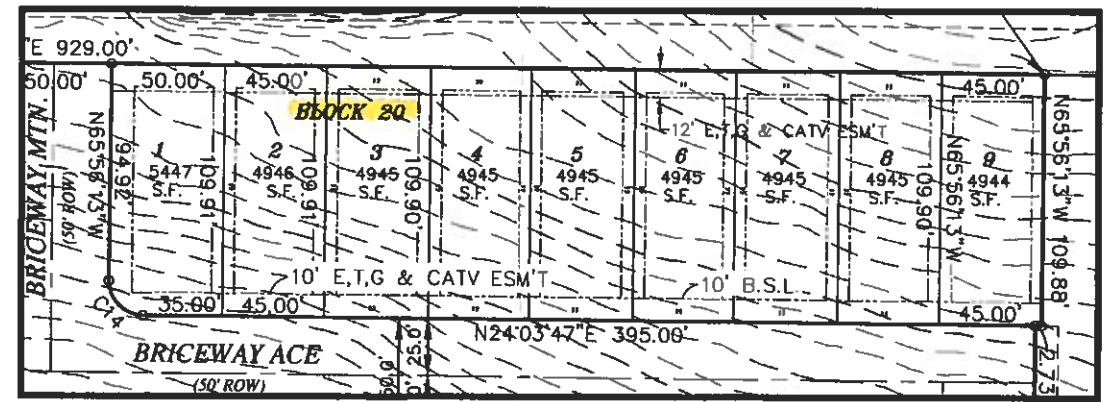 'E 929.00'
50.00' 50.00' 45.00' " " " " " " 45.00'
BLOCK 20
12' E,T,G & CATV ESM'T
BRICEWAY MTN.
(50' ROW)
N65°56'13"W
94.92'
1
5447
S.F.
109.91'
2
4946
S.F.
109.91'
3
4945
S.F.
109.90'
4
4945
S.F.
5
4945
S.F.
6
4945
S.F.
7
4945
S.F.
8
4945
S.F.
109.90'
N65°56'13"W
9
4944
S.F.
N65°56'13"W 109.88'
10' E,T,G & CATV ESM'T
10' B.S.L.
C14
35.00' 45.00' " " " " " " 45.00'
N24°03'47"E 395.00'
BRICEWAY ACE
(50' ROW)
25.0'
2.73